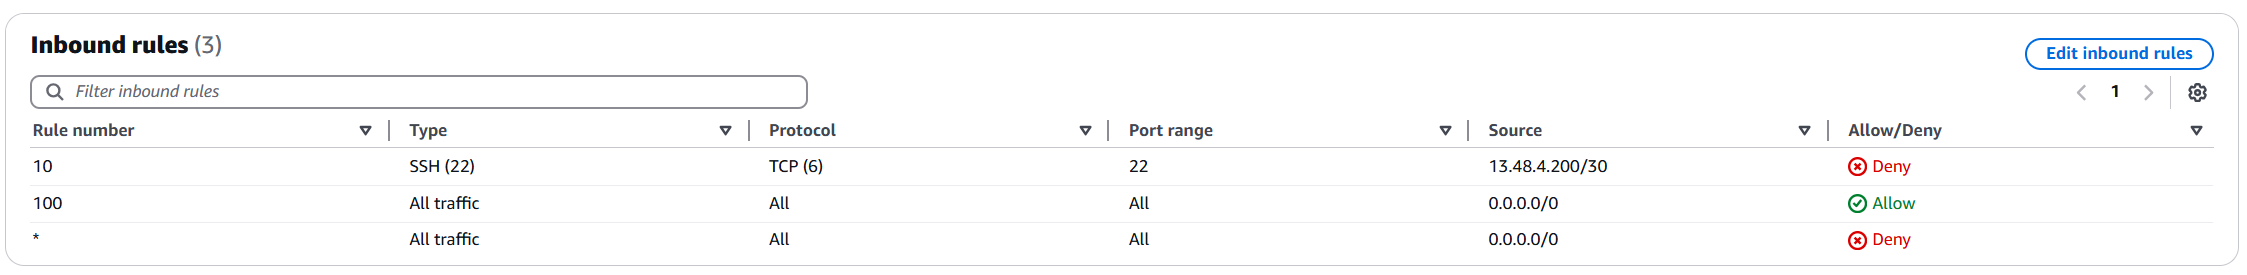 Inbound rules (3)
Edit inbound rules
Filter inbound rules
1
Rule number Type Protocol Port range Source Allow/Deny
10 SSH (22) TCP (6) 22 13.48.4.200/30 Deny
100 All traffic All All 0.0.0.0/0 Allow
* All traffic All All 0.0.0.0/0 Deny